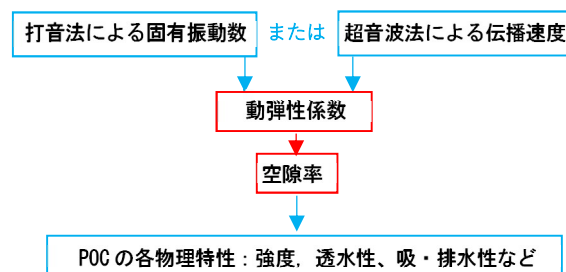 打音法による固有振動数 または 超音波法による伝播速度
動弾性係数
空隙率
POCの各物理特性：強度，透水性、吸・排水性など